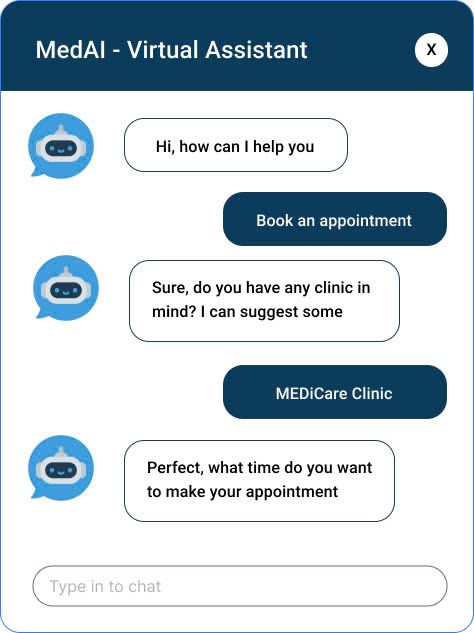 MedAI - Virtual Assistant
X
Hi, how can I help you
Book an appointment
Sure, do you have any clinic in
mind? I can suggest some
MEDiCare Clinic
Perfect, what time do you want
to make your appointment
Type in to chat